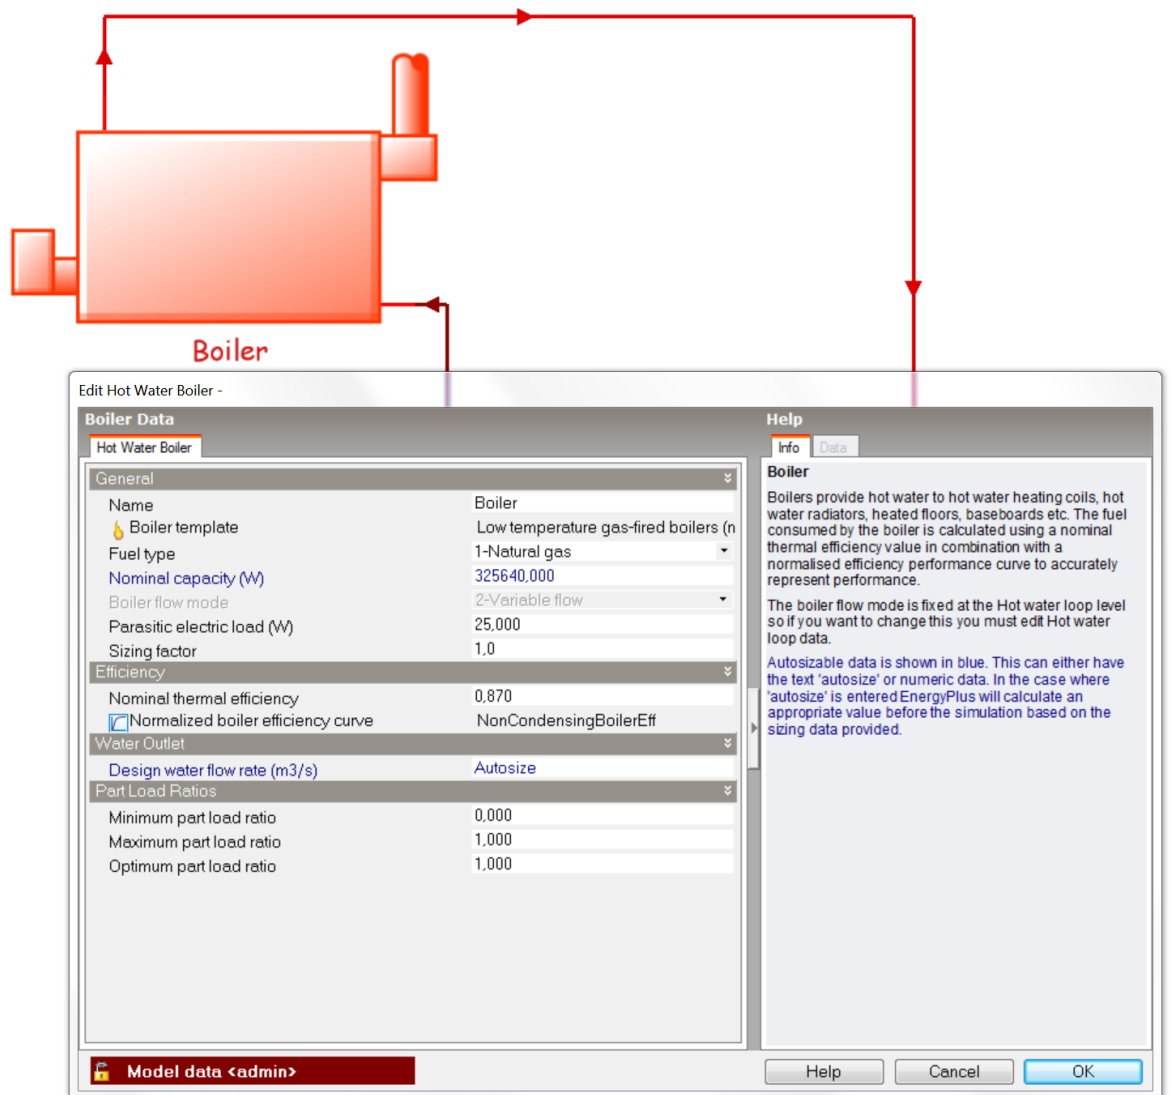 Boiler
Edit Hot Water Boiler -
Boiler Data
Hot Water Boiler
General
Name Boiler
Boiler template Low temperature gas-fired boilers (n
Fuel type 1-Natural gas
Nominal capacity (W) 325640,000
Boiler flow mode 2-Variable flow
Parasitic electric load (W) 25,000
Sizing factor 1,0
Efficiency
Nominal thermal efficiency 0,870
Normalized boiler efficiency curve NonCondensingBoilerEff
Water Outlet
Design water flow rate (m3/s) Autosize
Part Load Ratios
Minimum part load ratio 0,000
Maximum part load ratio 1,000
Optimum part load ratio 1,000
Help
Info Data
Boiler
Boilers provide hot water to hot water heating coils, hot
water radiators, heated floors, baseboards etc. The fuel
consumed by the boiler is calculated using a nominal
thermal efficiency value in combination with a
normalised efficiency performance curve to accurately
represent performance.
The boiler flow mode is fixed at the Hot water loop level
so if you want to change this you must edit Hot water
loop data.
Autosizable data is shown in blue. This can either have
the text 'autosize' or numeric data. In the case where
'autosize' is entered EnergyPlus will calculate an
appropriate value before the simulation based on the
sizing data provided.
Model data <admin>
Help Cancel OK